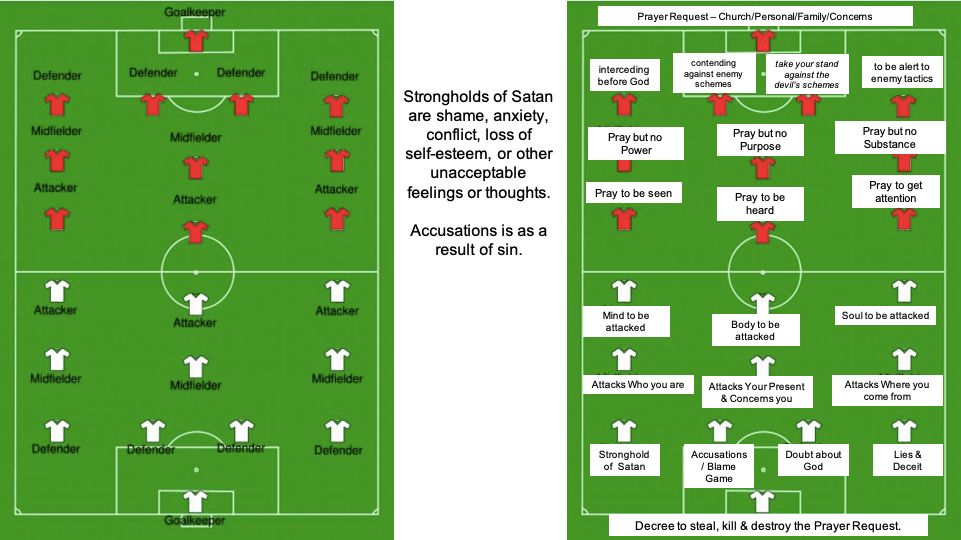 Goalkeeper
Defender
Defender
Defender
Defender
Midfielder
Midfielder
Midfielder
Attacker
Attacker
Attacker
Attacker
Attacker
Attacker
Midfielder
Midfielder
Midfielder
Defender
Defender
Defender
Defender
Goalkeeper
Strongholds of Satan
are shame, anxiety,
conflict, loss of
self-esteem, or other
unacceptable
feelings or thoughts.
Accusations is as a
result of sin.
Prayer Request – Church/Personal/Family/Concerns
interceding
before God
contending
against enemy
schemes
take your stand
against the
devil's schemes
to be alert to
enemy tactics
Pray but no
Power
Pray but no
Purpose
Pray but no
Substance
Pray to be seen
Pray to be
heard
Pray to get
attention
Mind to be
attacked
Body to be
attacked
Soul to be attacked
Attacks Who you are
Attacks Your Present
& Concerns you
Attacks Where you
come from
Stronghold
of Satan
Accusations
/ Blame
Game
Doubt about
God
Lies &
Deceit
Decree to steal, kill & destroy the Prayer Request.